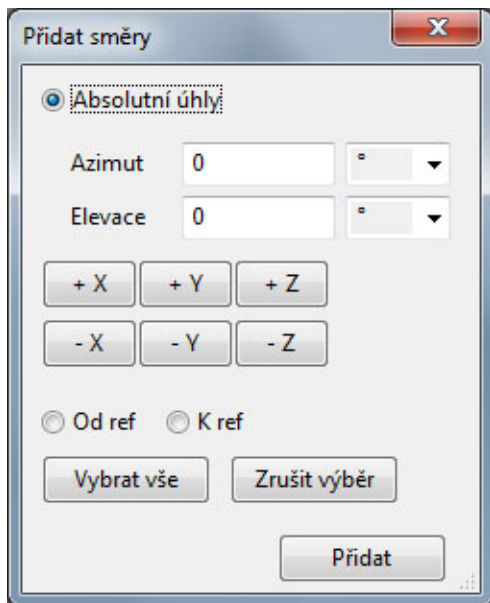 Přidat směry
Absolutní úhly
Azimut 0 °
Elevace 0 °
+ X + Y + Z
- X - Y - Z
Od ref K ref
Vybrat vše Zrušit výběr
Přidat